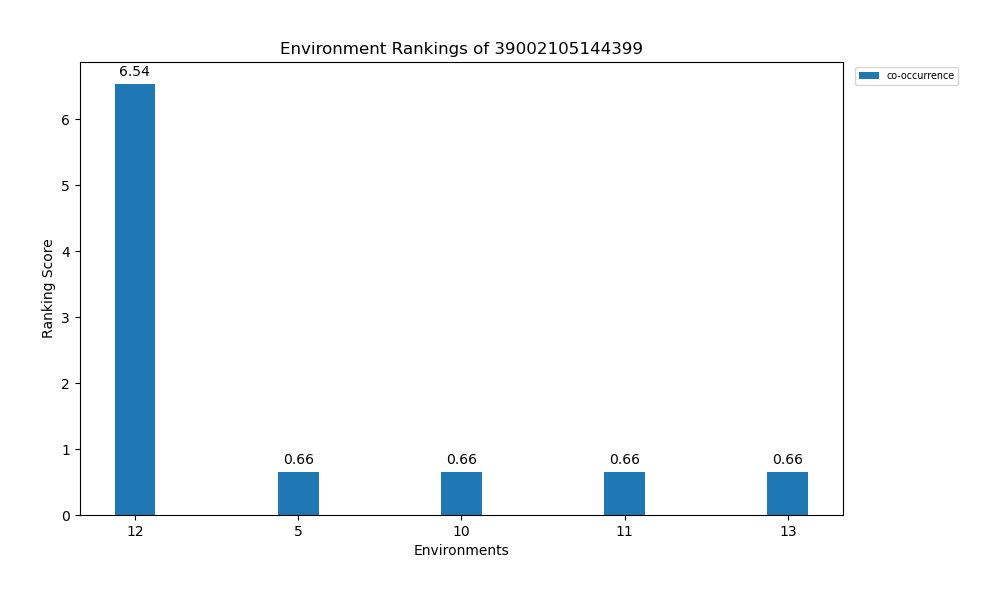 Environment Rankings of 39002105144399
co-occurrence
6.54
0.66
0.66
0.66
0.66
Ranking Score
6
5
4
3
2
1
0
12 5 10 11 13
Environments